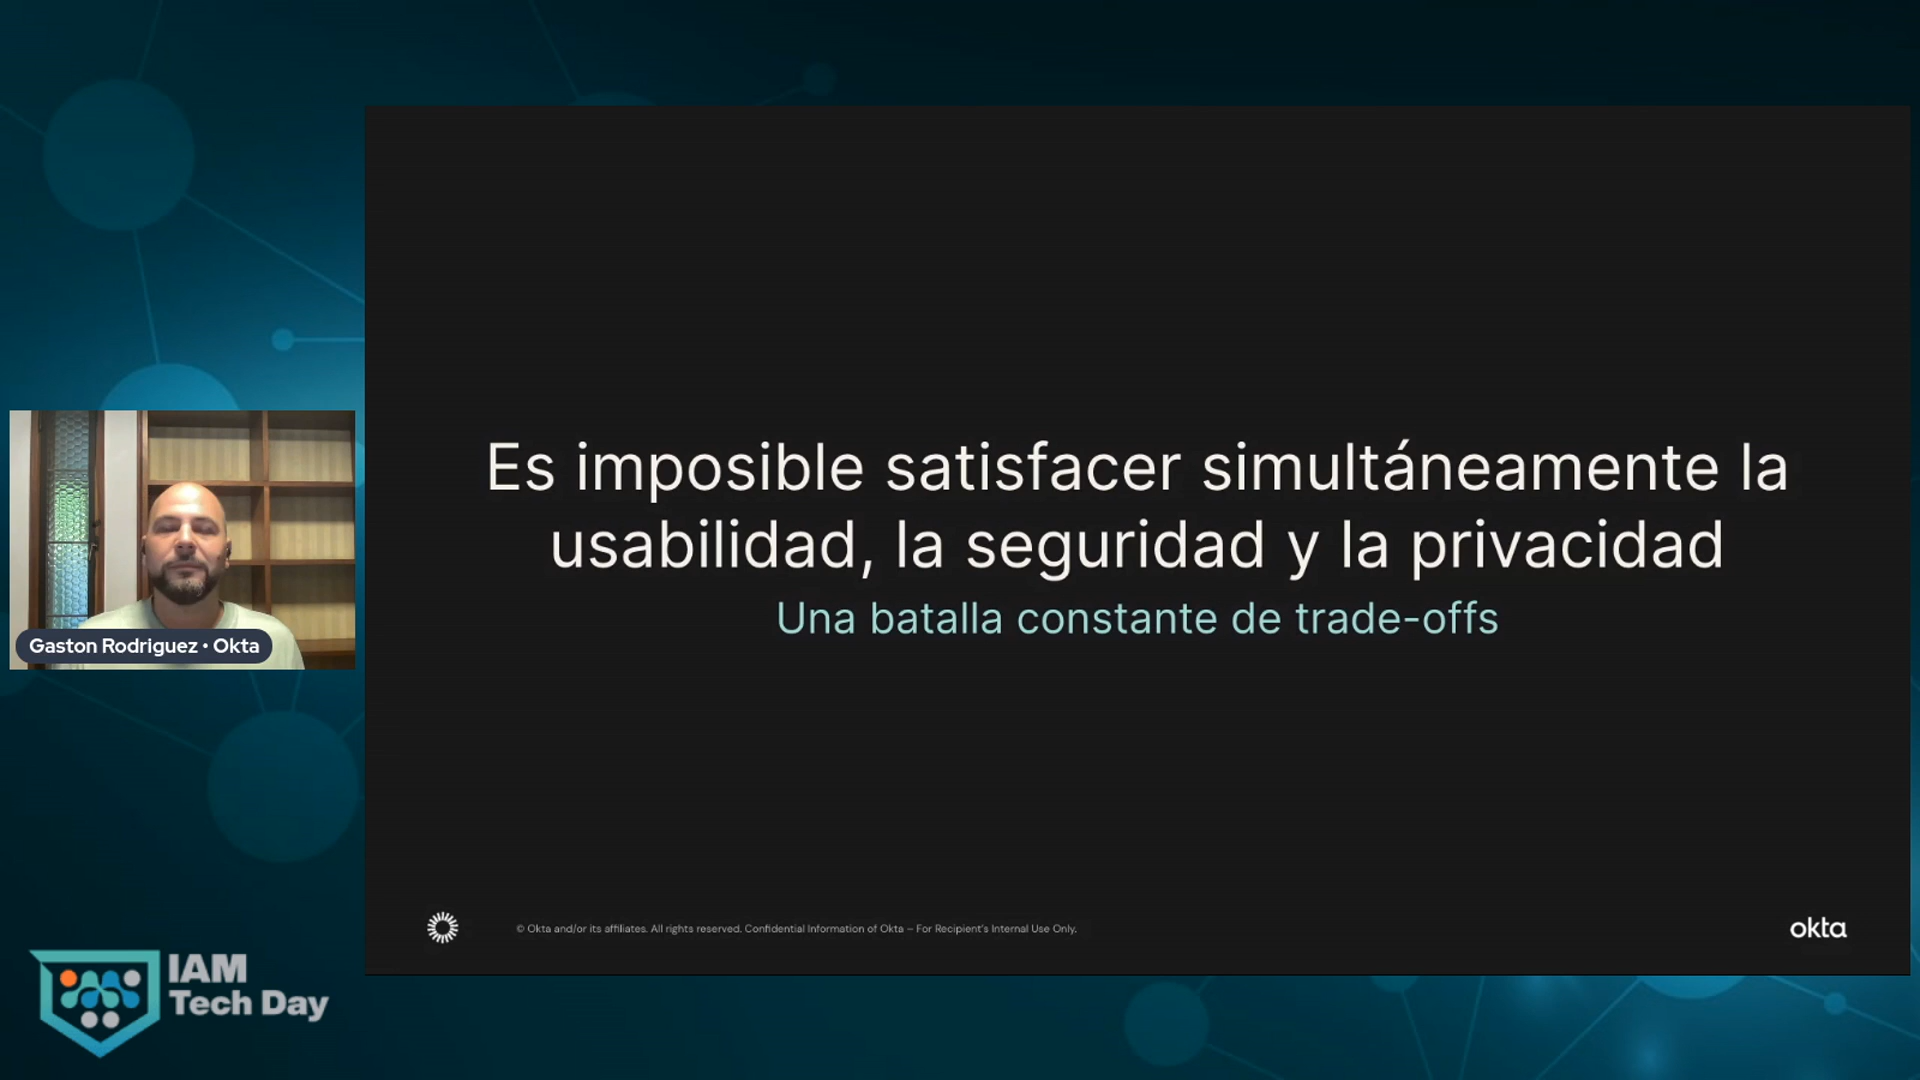 Es imposible satisfacer simultáneamente la
usabilidad, la seguridad y la privacidad
Una batalla constante de trade-offs
Gaston Rodriguez • Okta
© Okta and/or its affiliates. All rights reserved. Confidential Information of Okta – For Recipient's Internal Use Only.
okta
IAM
Tech Day